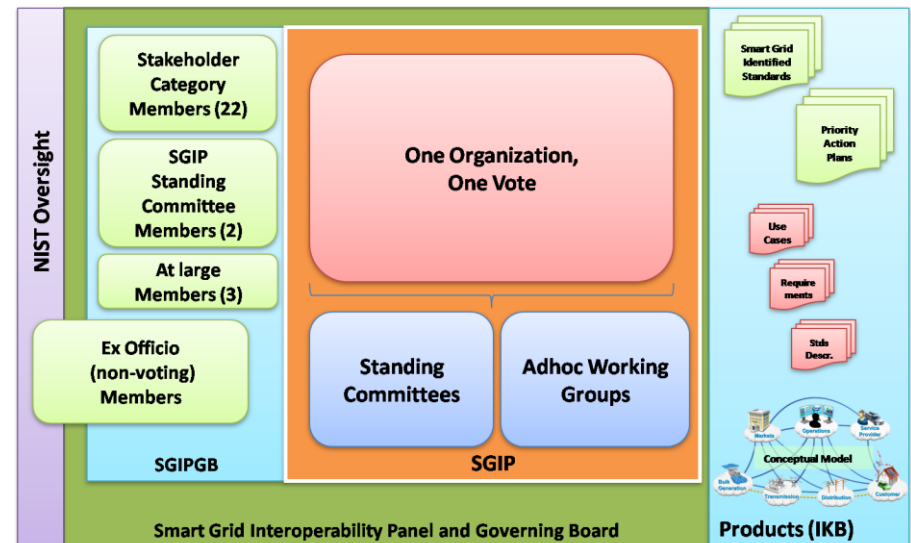 NIST Oversight
Stakeholder
Category
Members (22)
SGIP
Standing
Committee
Members (2)
At large
Members (3)
Ex Officio
(non-voting)
Members
SGIPGB
One Organization,
One Vote
Standing
Committees
Adhoc Working
Groups
SGIP
Smart Grid Interoperability Panel and Governing Board
Smart Grid
Identified
Standards
Priority
Action
Plans
Use
Cases
Require
ments
Stds
Descr.
Markets
Operations
Service
Provider
Conceptual Model
Bulk
Generation
Transmission
Distribution
Customer
Products (IKB)